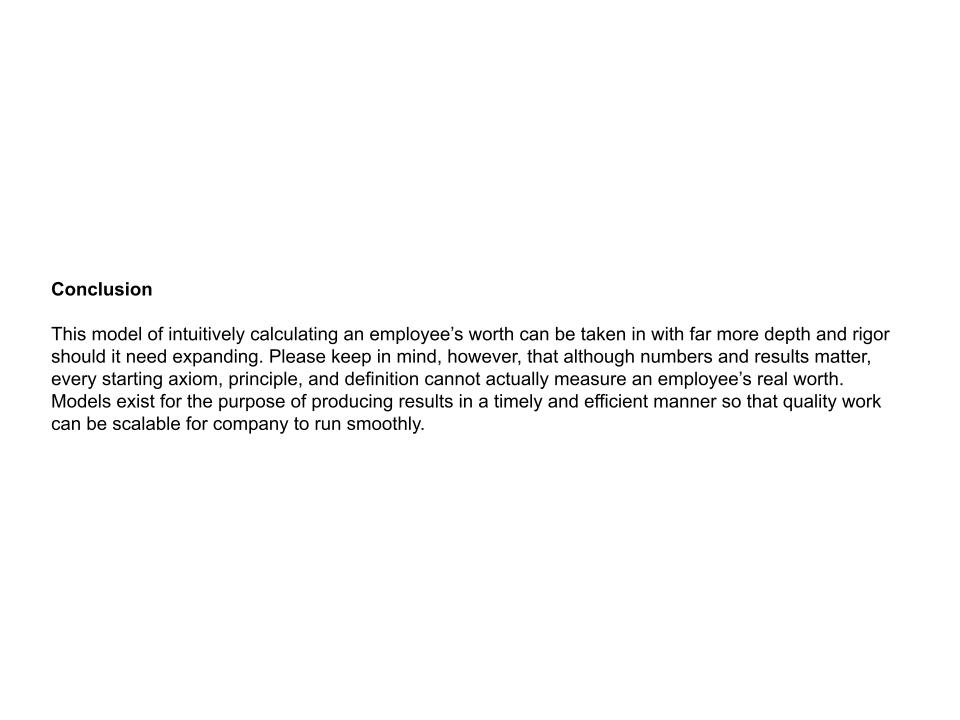 Conclusion
This model of intuitively calculating an employee’s worth can be taken in with far more depth and rigor
should it need expanding. Please keep in mind, however, that although numbers and results matter,
every starting axiom, principle, and definition cannot actually measure an employee’s real worth.
Models exist for the purpose of producing results in a timely and efficient manner so that quality work
can be scalable for company to run smoothly.